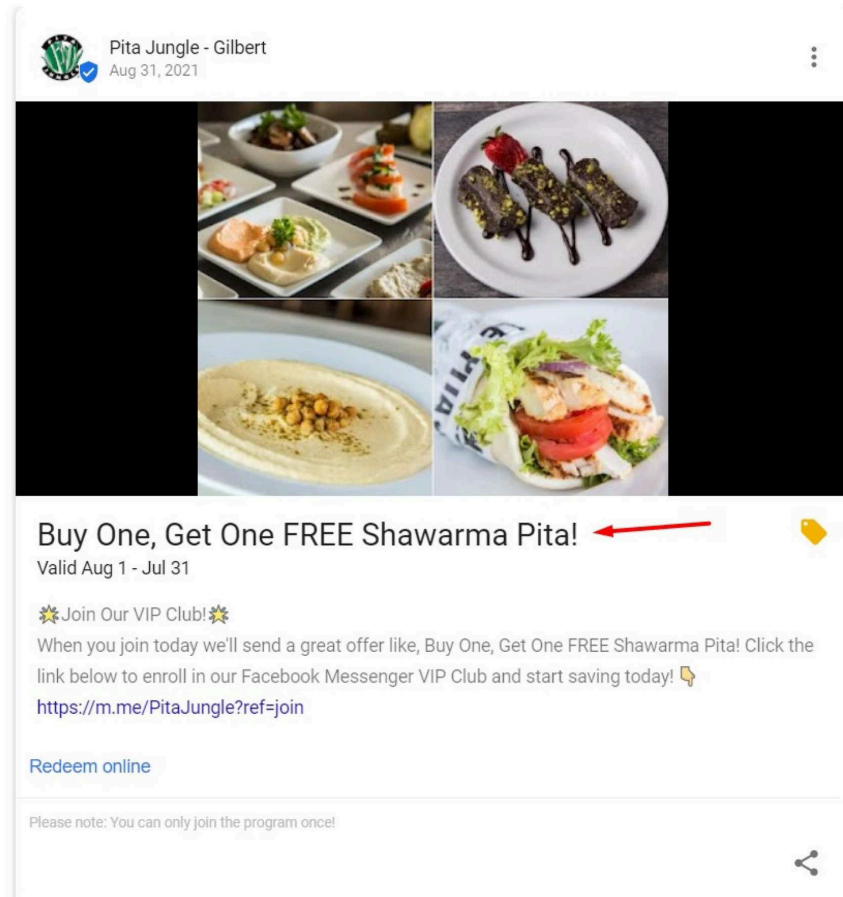 PITA
JUNGLE
Pita Jungle - Gilbert
Aug 31, 2021
PITA
Buy One, Get One FREE Shawarma Pita!
Valid Aug 1 - Jul 31
🌟Join Our VIP Club!🌟
When you join today we'll send a great offer like, Buy One, Get One FREE Shawarma Pita! Click the
link below to enroll in our Facebook Messenger VIP Club and start saving today! 👇
https://m.me/PitaJungle?ref=join
Redeem online
Please note: You can only join the program once!